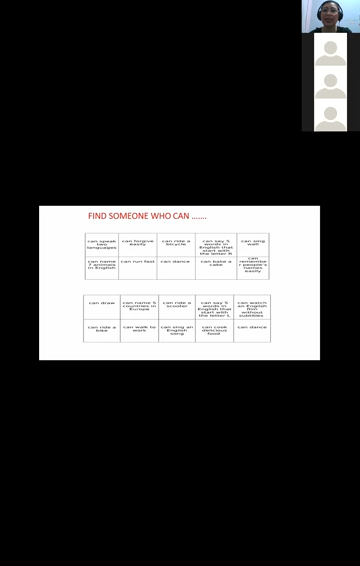 FIND SOMEONE WHO CAN .......
can speak two languages
can forgive easily
can ride a bicycle
can say 5 words in English that start with the letter R
can sing well
can name 7 animals in English
can run fast
can dance
can bake a cake
can remembe r people's names easily
can draw
can name 5 countries in Europe
can ride a scooter
can say 5 words in English that start with the letter L
can watch an English film without subtitles
can ride a bike
can walk to work
can sing an English song
can cook delicious food
can dance